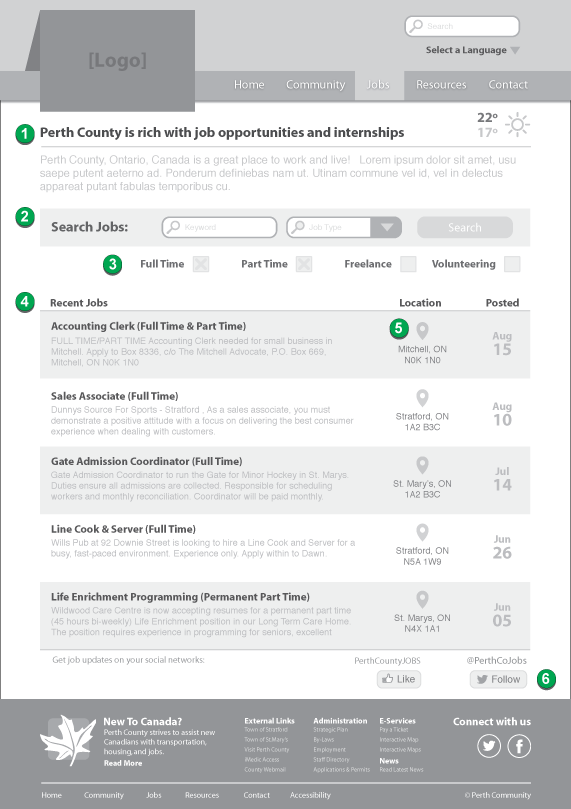 [Logo]
Search
Select a Language
Home Community Jobs Resources Contact
22º
17º
1
Perth County is rich with job opportunities and internships
Perth County, Ontario, Canada is a great place to work and live! Lorem ipsum dolor sit amet, usu
saepe putent aeterno ad. Ponderum definiebas nam ut. Utinam commune vel id, vel in delectus
appareat putant fabulas temporibus cu.
2
Search Jobs: Keyword Job Type Search
3
Full Time Part Time Freelance Volunteering
4
Recent Jobs Location Posted
Accounting Clerk (Full Time & Part Time)
FULL TIME/PART TIME Accounting Clerk needed for small business in
Mitchell. Apply to Box 8336, c/o The Mitchell Advocate, P.O. Box 669,
Mitchell, ON N0K 1N0
5
Mitchell, ON
N0K 1N0
Aug
15
Sales Associate (Full Time)
Dunnys Source For Sports - Stratford . As a sales associate, you must
demonstrate a positive attitude with a focus on delivering the best consumer
experience when dealing with customers.
Stratford, ON
1A2 B3C
Aug
10
Gate Admission Coordinator (Full Time)
Gate Admission Coordinator to run the Gate for Minor Hockey in St. Marys
Duties ensure all admissions are collected. Responsible for scheduling
workers and monthly reconciliation. Coordinator will be paid monthly.
St. Mary's, ON
1A2 B3C
Jul
14
Line Cook & Server (Full Time)
Wills Pub at 92 Downie Street is looking to hire a Line Cook and Server for a
busy, fast-paced environment. Experience only. Apply within to Dawn.
Stratford, ON
N5A 1W9
Jun
26
Life Enrichment Programming (Permanent Part Time)
Wildwood Care Centre is now accepting resumes for a permanent part time
(45 hours bi-weekly) Life Enrichment position in our Long Term Care Home.
The position requires experience in programming for seniors, excellent
St. Marys, ON
N4X 1A1
Jun
05
Get job updates on your social networks:
PerthCountyJOBS
Like
@PerthCoJobs
Follow
6
New To Canada?
Perth County strives to assist new
Canadians with transportation,
housing, and jobs.
Read More
External Links
Town of Stratford
Town of St.Mary's
Visit Perth County
iMedic Access
County Webmail
Administration
Strategic Plan
By-Laws
Employment
Staff Directory
Applications & Permits
E-Services
Pay a Ticket
Interactive Map
Interactive Maps
News
Read Latest News
Connect with us
Home Community Jobs Resources Contact Accessibility
© Perth Community